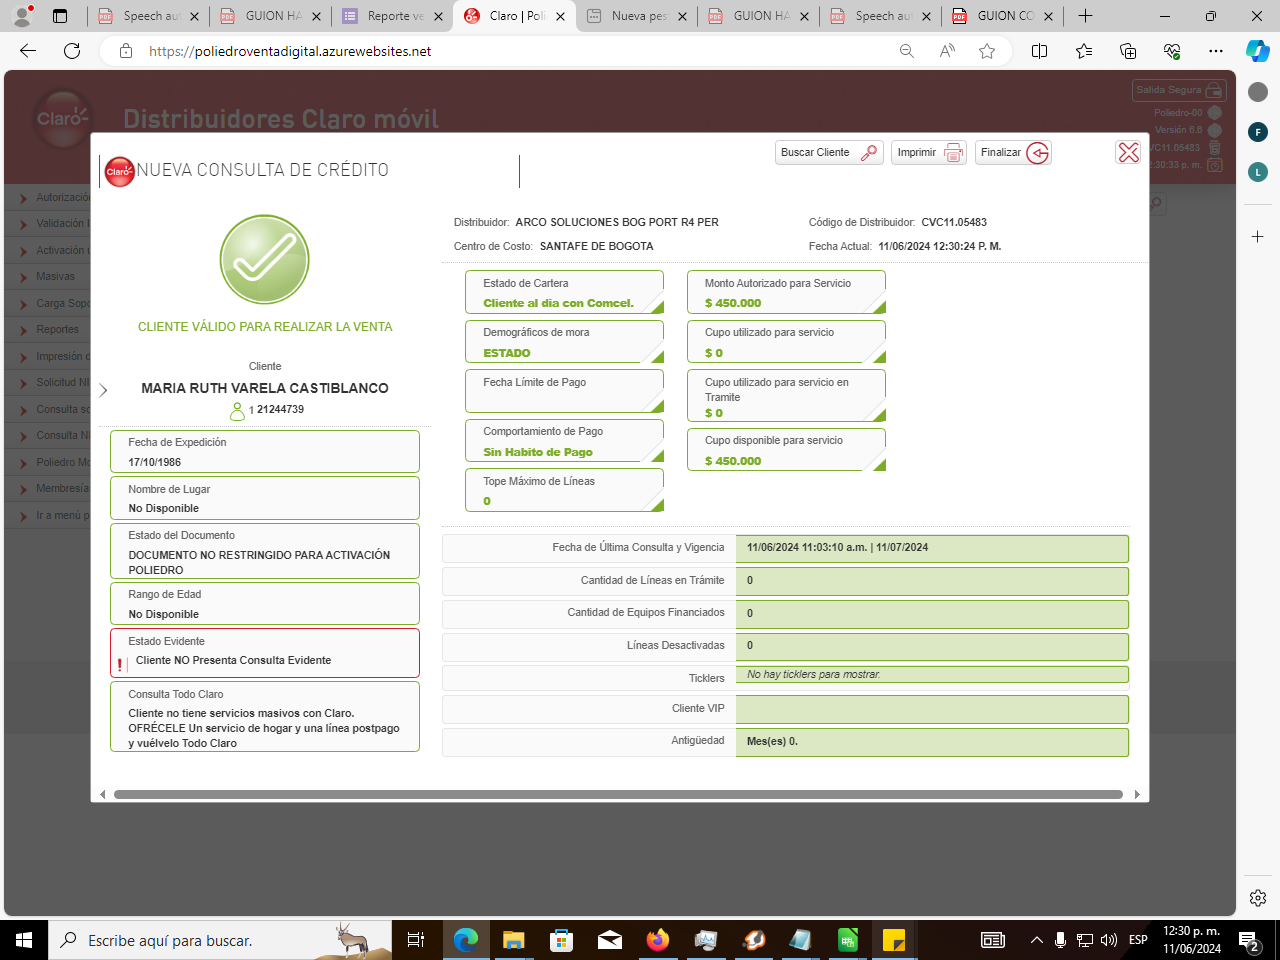 Speech au
GUION HA
Reporte ve
Claro | Poli
Nueva pes
GUION HA
Speech au
GUION CO
https://poliedroventadigital.azurewebsites.net
Claro
Distribuidores Claro móvil
Salida Segura
Poliedro-00
Versión 6.6
VC11.05483
2:30:33 p. m.
Autorización
Validación
Activación
Masivas
Carga Sopo
Reportes
Impresión d
Solicitud NI
Consulta so
Consulta NI
Poliedro Mo
Membresía
Ir a menú p
Claro
NUEVA CONSULTA DE CRÉDITO
Buscar Cliente
Imprimir
Finalizar
CLIENTE VÁLIDO PARA REALIZAR LA VENTA
Cliente
MARIA RUTH VARELA CASTIBLANCO
1 21244739
Fecha de Expedición
17/10/1986
Nombre de Lugar
No Disponible
Estado del Documento
DOCUMENTO NO RESTRINGIDO PARA ACTIVACIÓN
POLIEDRO
Rango de Edad
No Disponible
Estado Evidente
Cliente NO Presenta Consulta Evidente
Consulta Todo Claro
Cliente no tiene servicios masivos con Claro.
OFRÉCELE Un servicio de hogar y una línea postpago
y vuélvelo Todo Claro
Distribuidor: ARCO SOLUCIONES BOG PORT R4 PER
Código de Distribuidor: CVC11.05483
Centro de Costo: SANTAFE DE BOGOTA
Fecha Actual: 11/06/2024 12:30:24 P. M.
Estado de Cartera
Cliente al dia con Comcel.
Demográficos de mora
ESTADO
Fecha Límite de Pago
Comportamiento de Pago
Sin Habito de Pago
Tope Máximo de Líneas
0
Monto Autorizado para Servicio
$ 450.000
Cupo utilizado para servicio
$ 0
Cupo utilizado para servicio en
Tramite
$ 0
Cupo disponible para servicio
$ 450.000
Fecha de Última Consulta y Vigencia 11/06/2024 11:03:10 a.m. | 11/07/2024
Cantidad de Líneas en Trámite 0
Cantidad de Equipos Financiados 0
Líneas Desactivadas 0
Ticklers No hay ticklers para mostrar.
Cliente VIP
Antigüedad Mes(es) 0.
F
L
Escribe aquí para buscar.
ESP
12:30 p. m.
11/06/2024
2